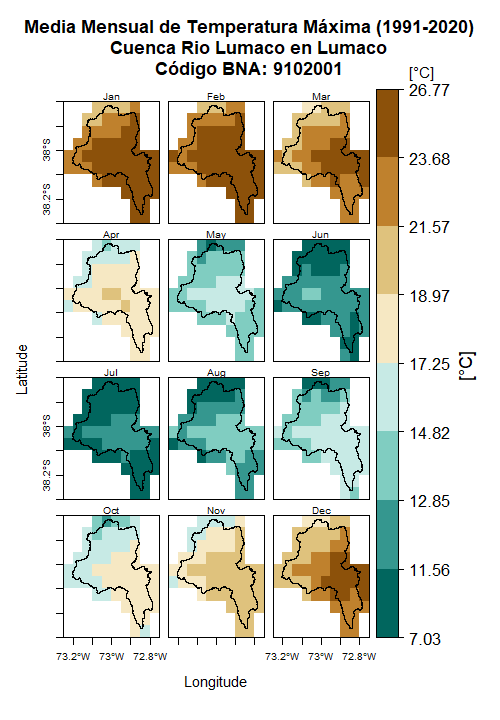 Media Mensual de Temperatura Máxima (1991-2020)
Cuenca Rio Lumaco en Lumaco
Código BNA: 9102001
[°C]
Jan
Feb
Mar
26.77
38°S
38.2°S
23.68
21.57
Apr
May
Jun
18.97
17.25
Latitude
[°C]
Jul
Aug
Sep
14.82
38°S
38.2°S
12.85
Oct
Nov
Dec
11.56
7.03
73.2°W
73°W
72.8°W
73.2°W
73°W
72.8°W
Longitude